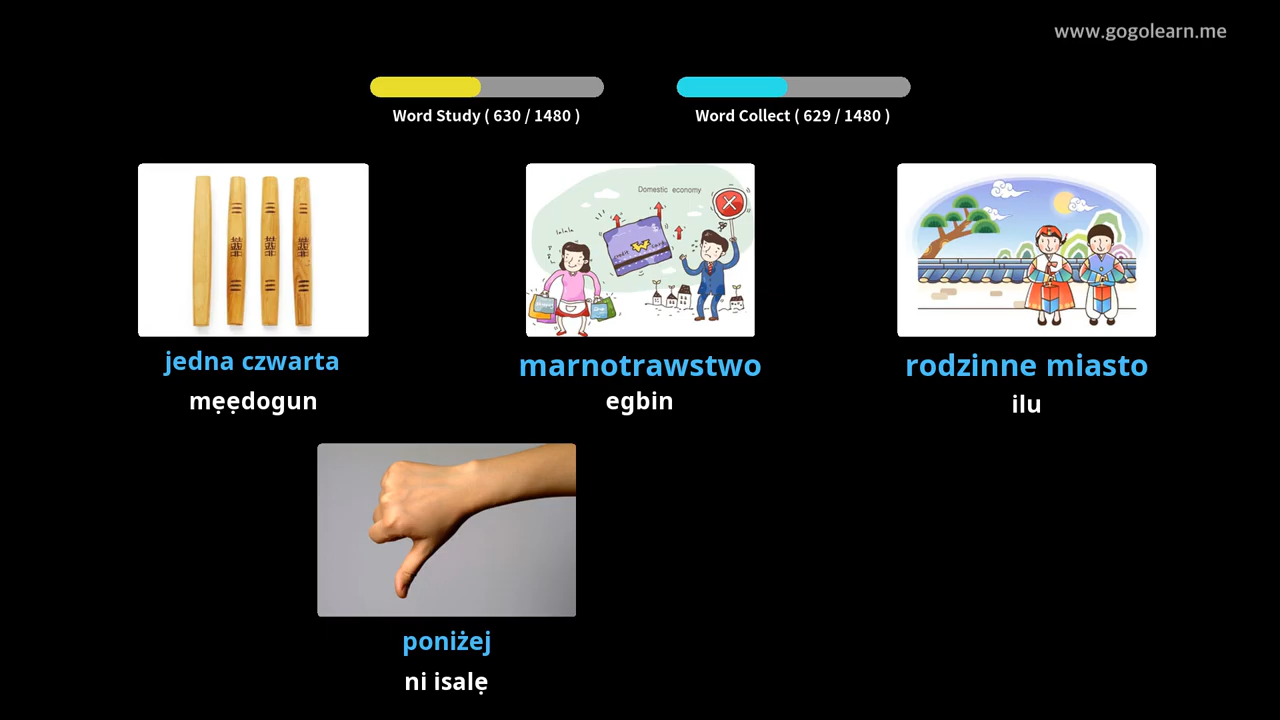 www.gogolearn.me
Word Study ( 630 / 1480 )
Word Collect ( 629 / 1480 )
Domestic economy
lalala
jedna czwarta
marnotrawstwo
rodzinne miasto
mẹẹdogun
egbin
ilu
poniżej
ni isalẹ